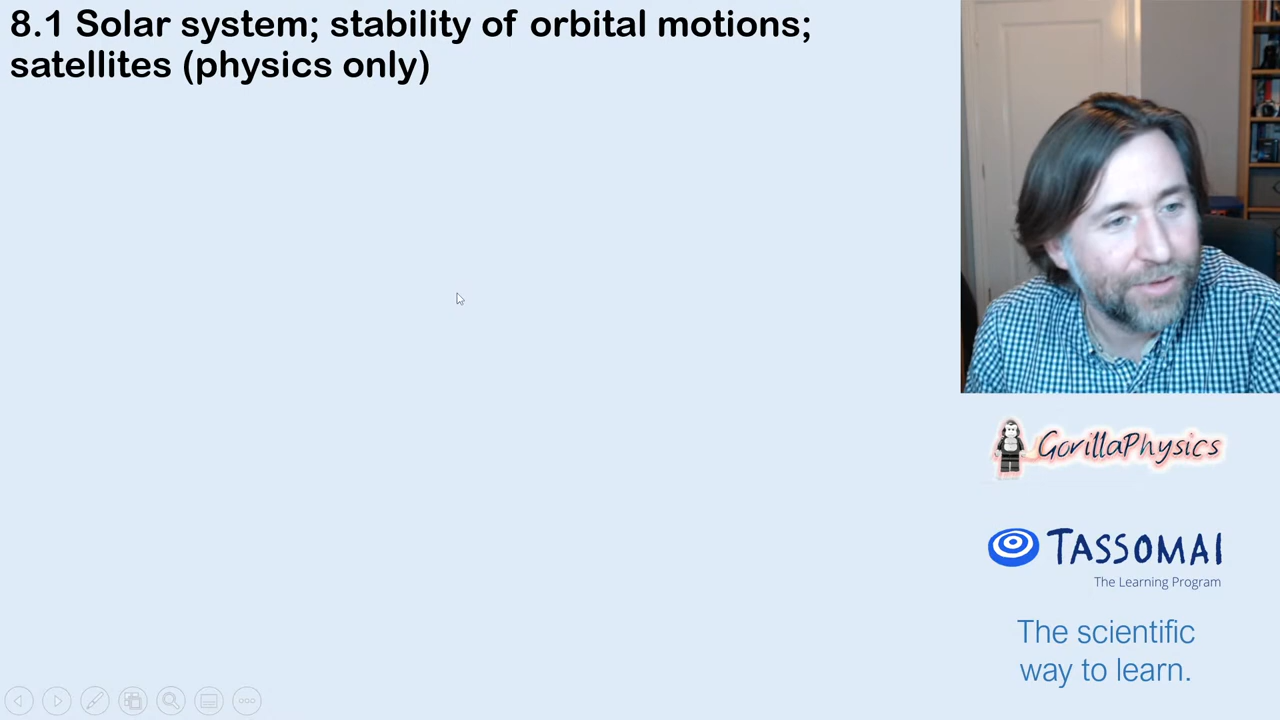 8.1 Solar system; stability of orbital motions;
satellites (physics only)
GorillaPhysics
TASSOMAI
The Learning Program
The scientific
way to learn.